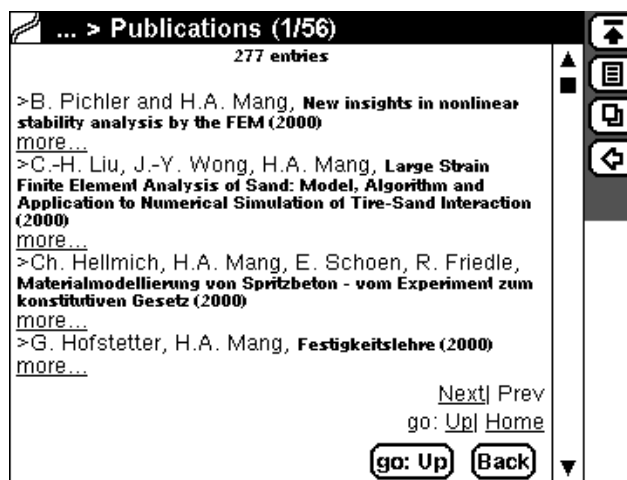 ... > Publications (1/56)
277 entries
>B. Pichler and H.A. Mang, New insights in nonlinear
stability analysis by the FEM (2000)
more...
>C.-H. Liu, J.-Y. Wong, H.A. Mang, Large Strain
Finite Element Analysis of Sand: Model, Algorithm and
Application to Numerical Simulation of Tire-Sand Interaction
(2000)
more...
>Ch. Hellmich, H.A. Mang, E. Schoen, R. Friedle,
Materialmodellierung von Spritzbeton - vom Experiment zum
konstitutiven Gesetz (2000)
more...
>G. Hofstetter, H.A. Mang, Festigkeitslehre (2000)
more...
Next| Prev
go: Up| Home
go: Up Back